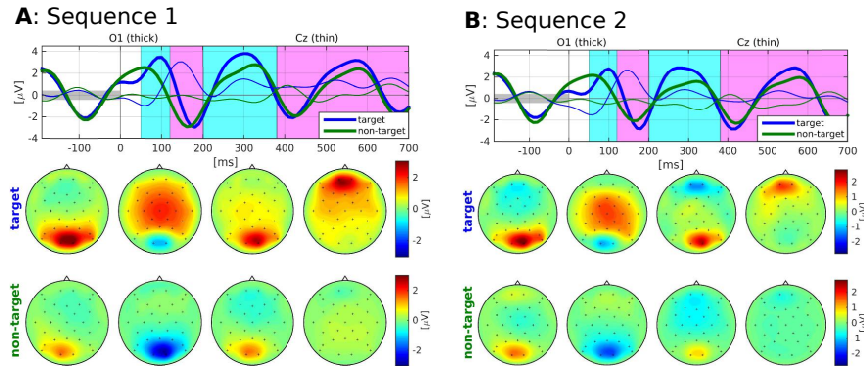 A: Sequence 1
O1 (thick)
Cz (thin)
[μV]
4
2
0
-2
-4
target
non-target
-100
0
100
200
300
400
500
600
700
[ms]
target
2
0
-2
[μV]
non-target
2
0
-2
[μV]
B: Sequence 2
O1 (thick)
Cz (thin)
[μV]
4
2
0
-2
-4
targe:
non-target
-100
0
100
200
300
400
500
600
700
[ms]
target
2
1
0
-1
-2
[μV]
non-target
2
1
0
-1
-2
[μV]